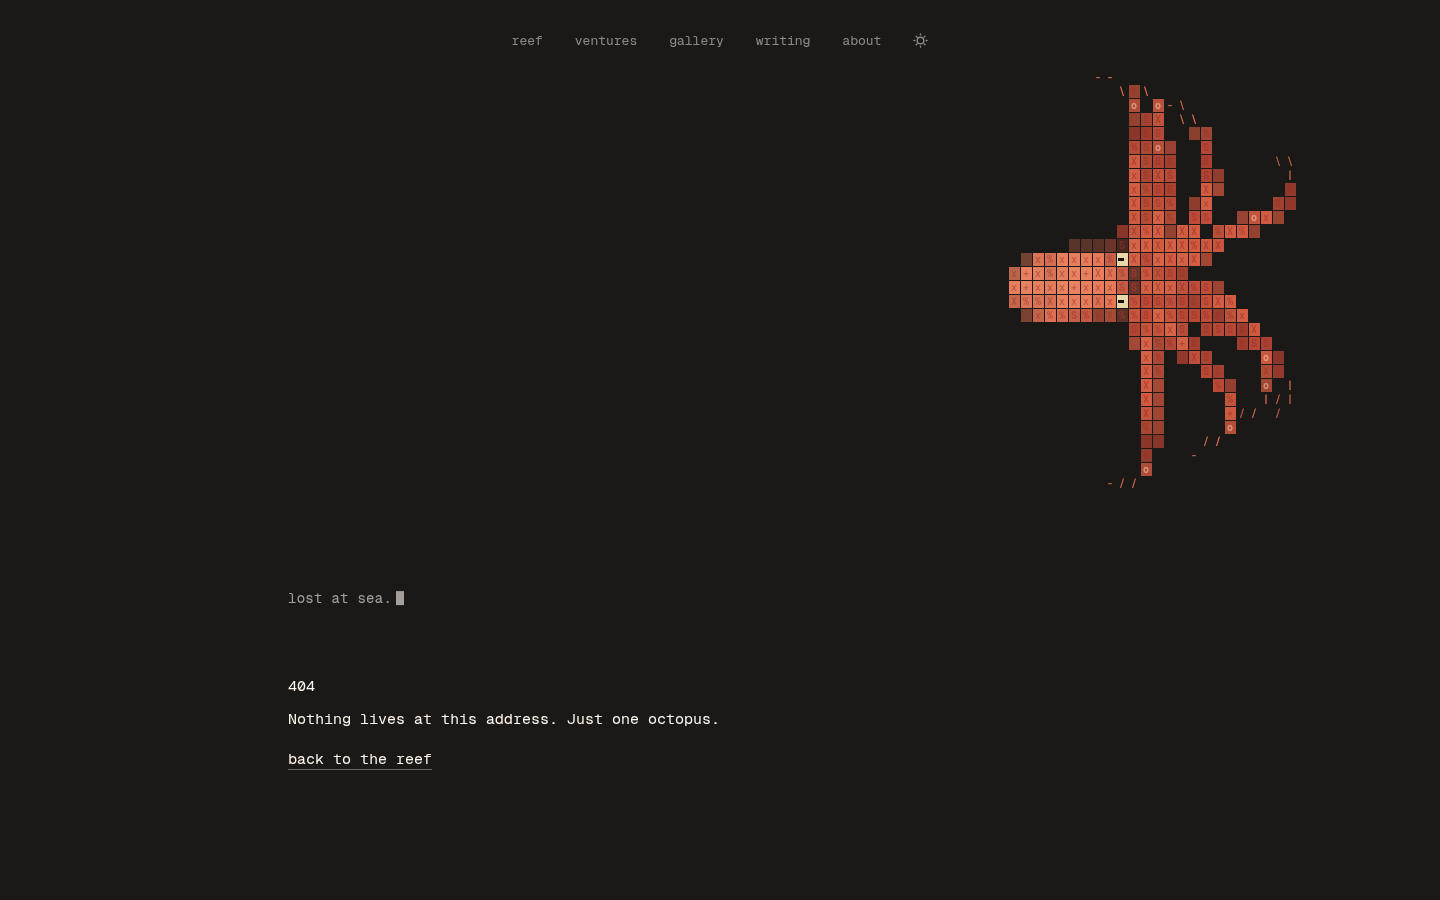 reef ventures gallery writing about
lost at sea.
404
Nothing lives at this address. Just one octopus.
back to the reef